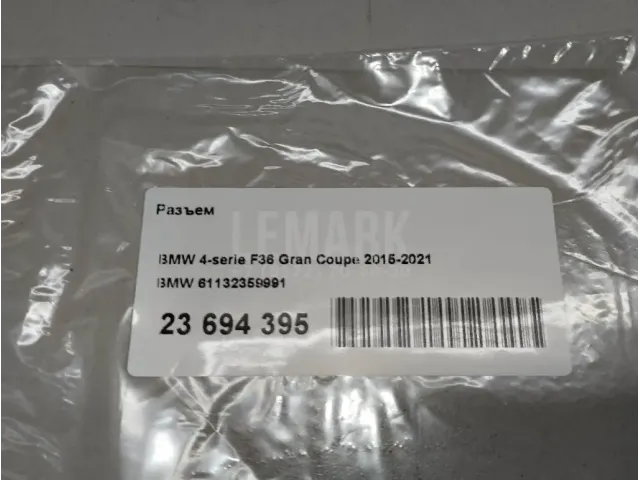 Разъем
LEMARK
BMW 4-serie F36 Gran Coupe 2015-2021
BMW 61132359991
23 694 395